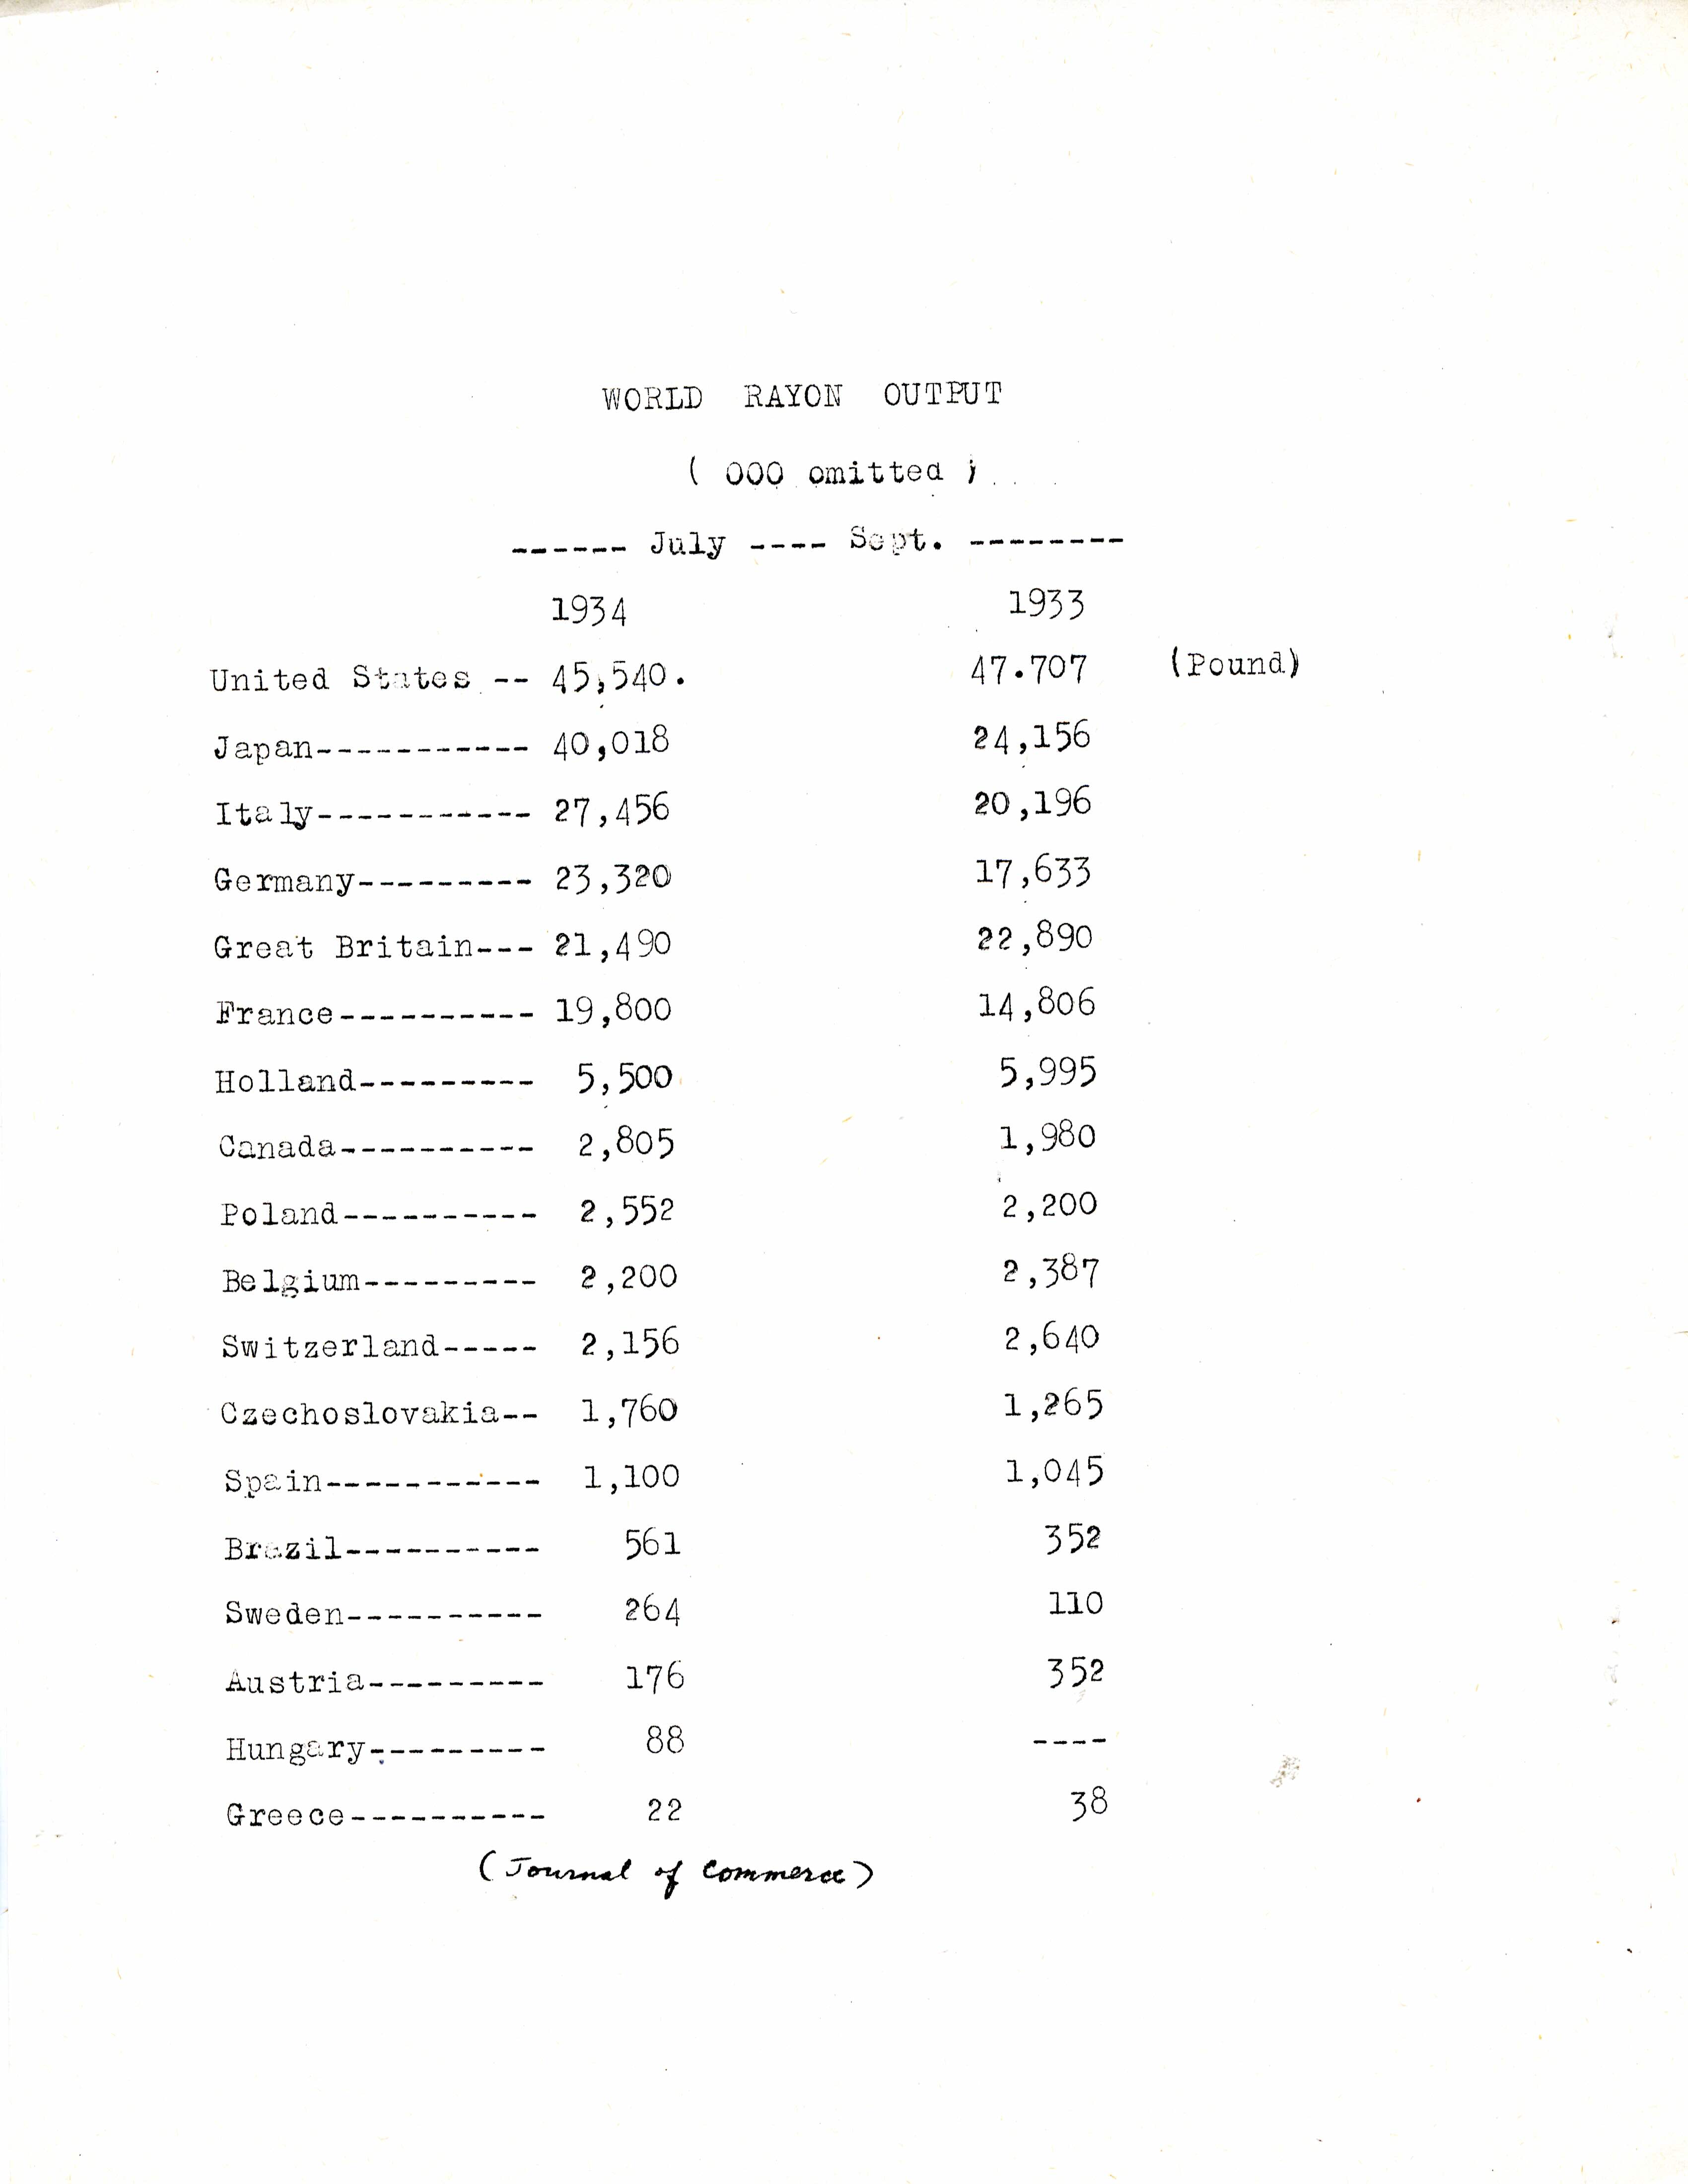 WORLD RAYON OUTPUT
( 000 omitted )
------ July ---- Sept. --------
1934 1933
United States -- 45,540. 47.707 (Pound)
Japan----------- 40,018 24,156
Italy----------- 27,456 20,196
Germany--------- 23,320 17,633
Great Britain--- 21,490 22,890
France---------- 19,800 14,806
Holland--------- 5,500 5,995
Canada---------- 2,805 1,980
Poland---------- 2,552 2,200
Belgium--------- 2,200 2,387
Switzerland----- 2,156 2,640
Czechoslovakia-- 1,760 1,265
Spain----------- 1,100 1,045
Brazil---------- 561 352
Sweden---------- 264 110
Austria--------- 176 352
Hungary--------- 88 ----
Greece---------- 22 38
(Journal of Commerce)